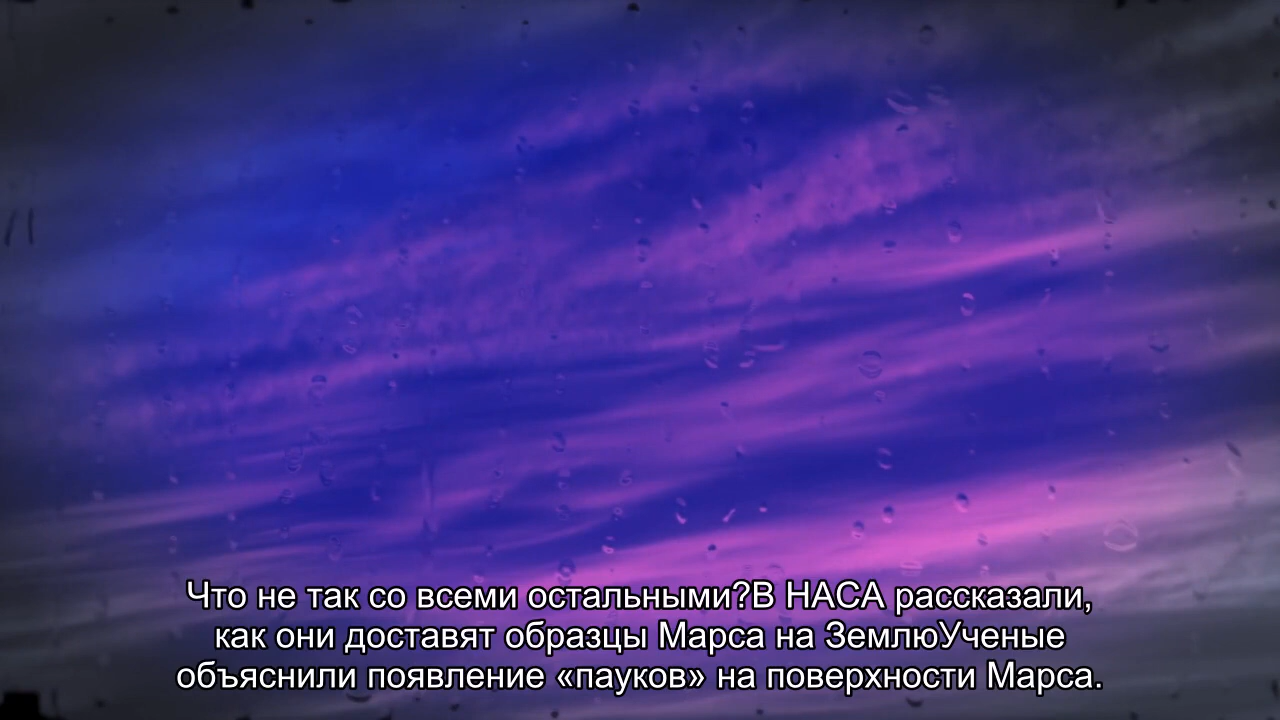 Что не так со всеми остальными?В НАСА рассказали,
как они доставят образцы Марса на ЗемлюУченые
объяснили появление «пауков» на поверхности Марса.